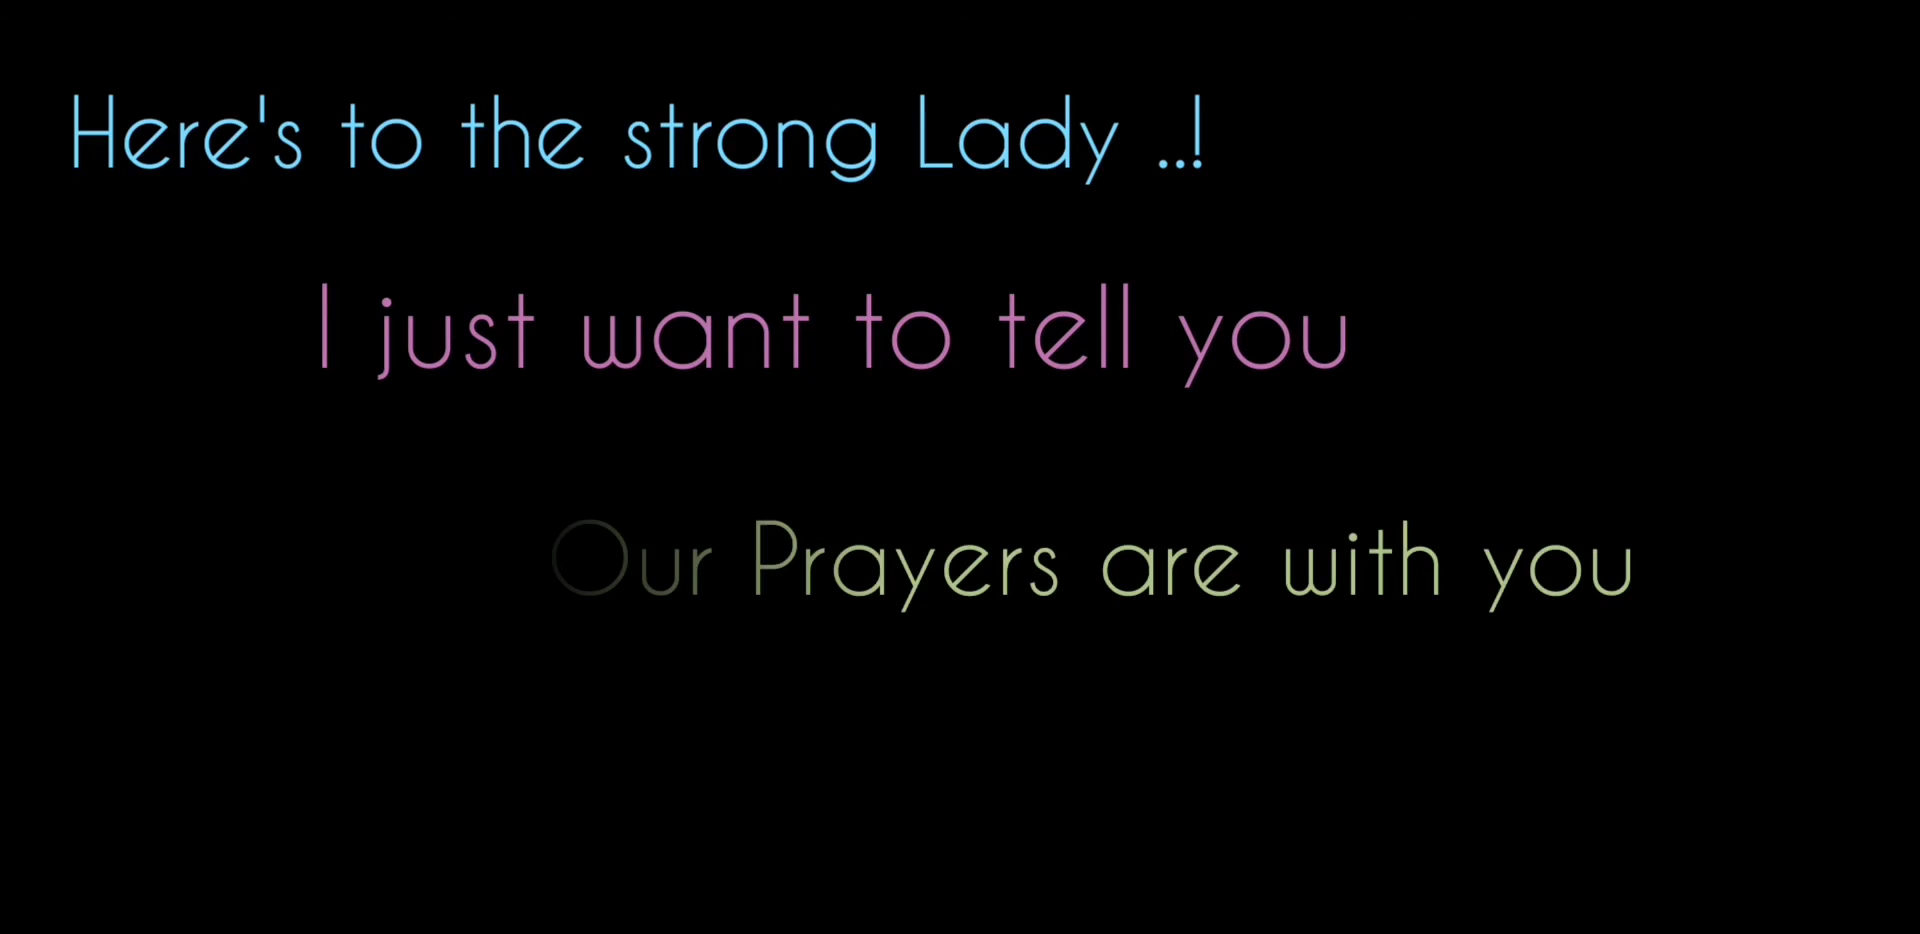 Here's to the strong Lady ..!
I just want to tell you
Our Prayers are with you